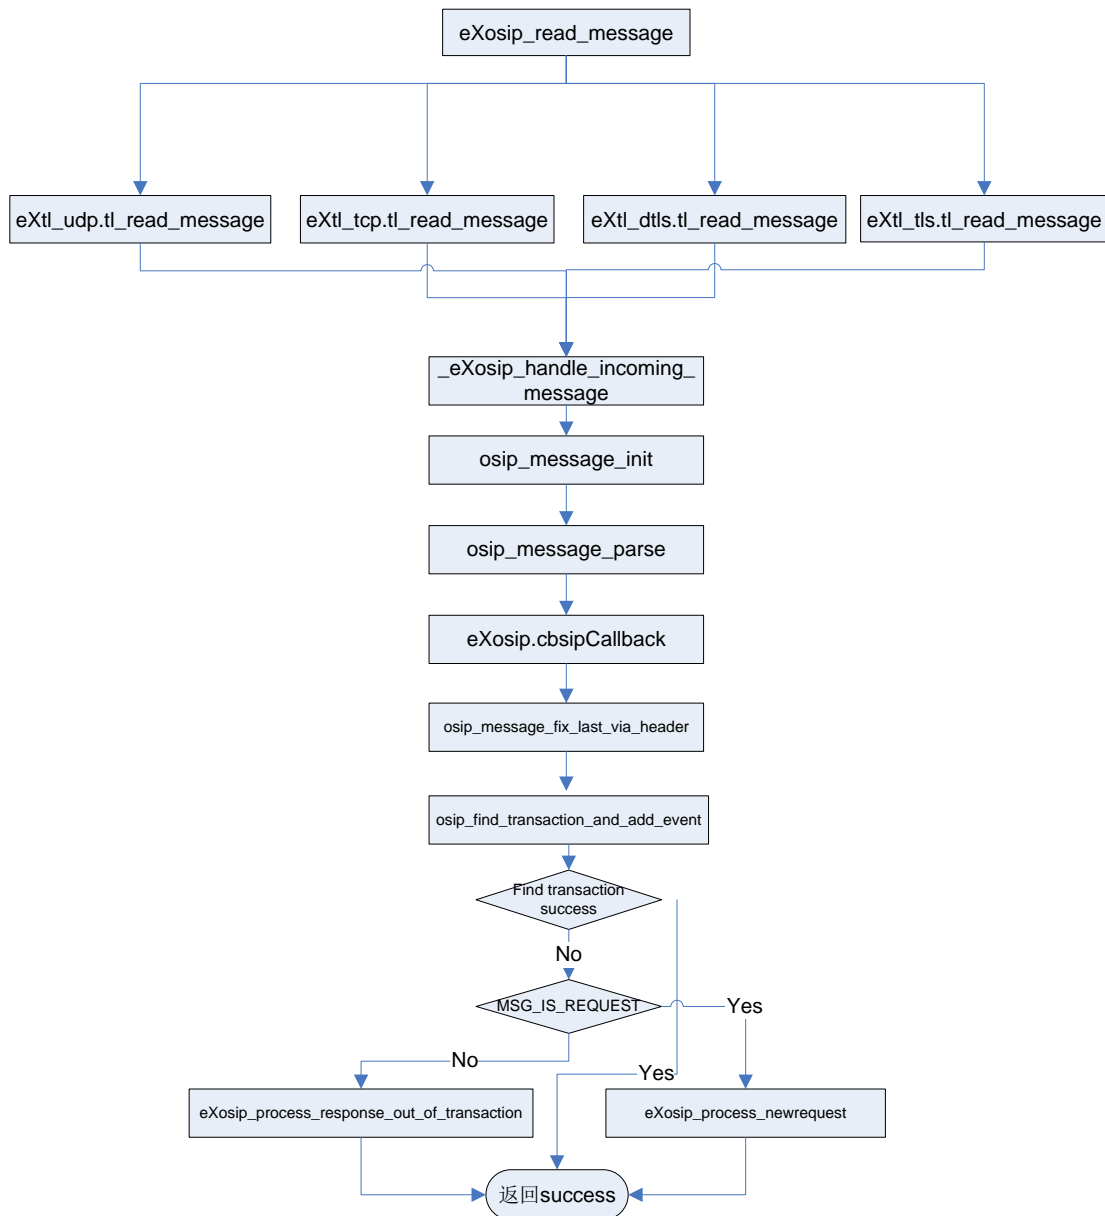 eXosip_read_message
eXtl_udp.tl_read_message
eXtl_tcp.tl_read_message
eXtl_dtls.tl_read_message
eXtl_tls.tl_read_message
_eXosip_handle_incoming_
message
osip_message_init
osip_message_parse
eXosip.cbsipCallback
osip_message_fix_last_via_header
osip_find_transaction_and_add_event
Find transaction
success
No
MSG_IS_REQUEST
Yes
No
Yes
eXosip_process_response_out_of_transaction
eXosip_process_newrequest
返回success